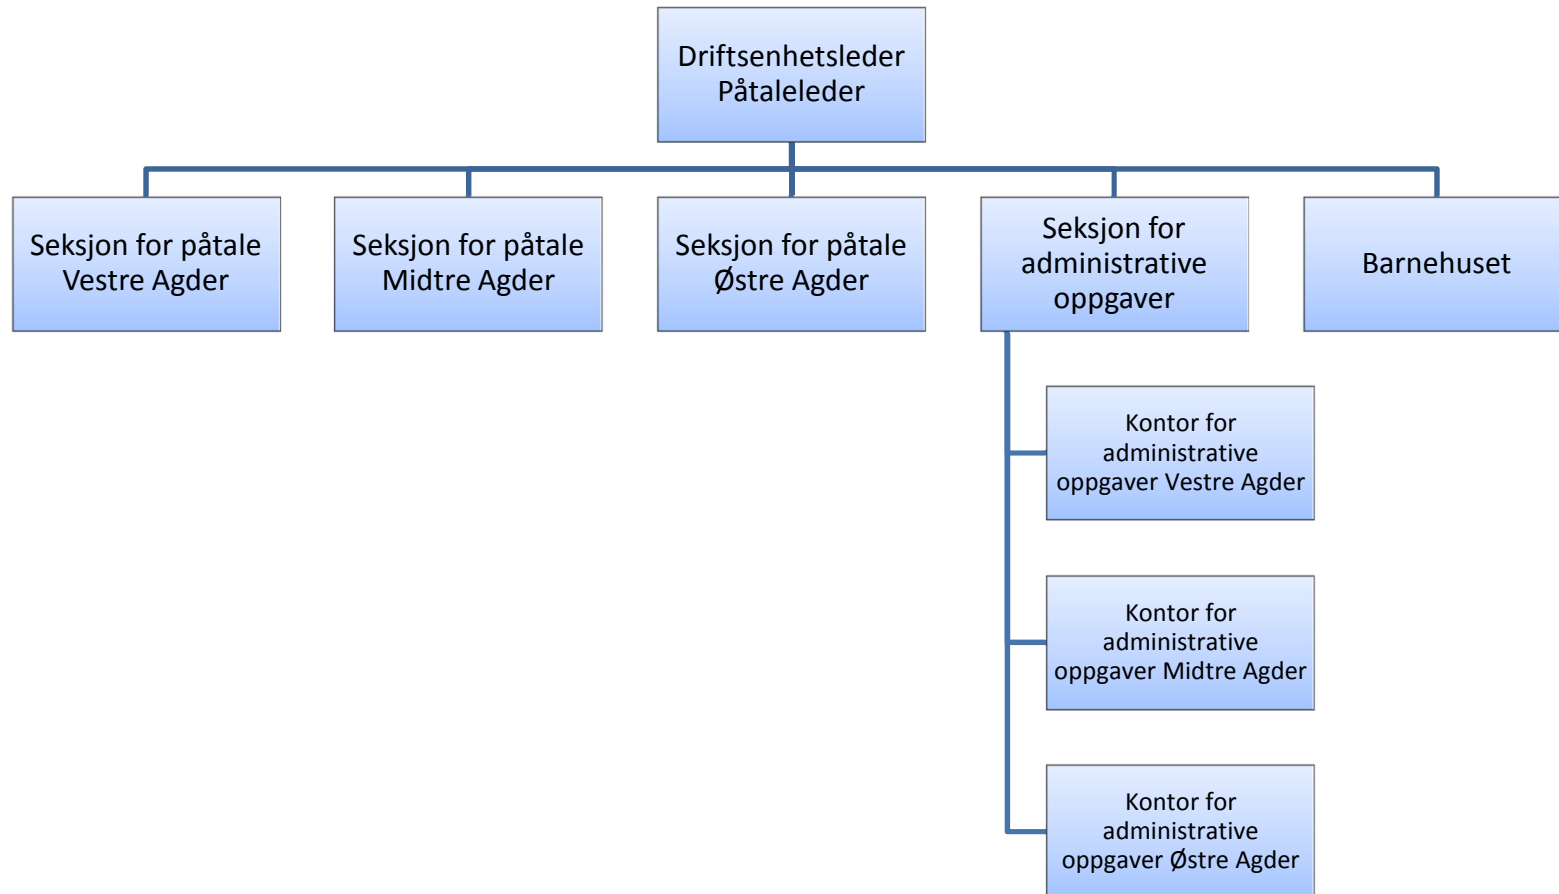 Driftsenhetsleder
Påtaleleder
Seksjon for påtale
Vestre Agder
Seksjon for påtale
Midtre Agder
Seksjon for påtale
Østre Agder
Seksjon for
administrative
oppgaver
Barnehuset
Kontor for
administrative
oppgaver Vestre Agder
Kontor for
administrative
oppgaver Midtre Agder
Kontor for
administrative
oppgaver Østre Agder